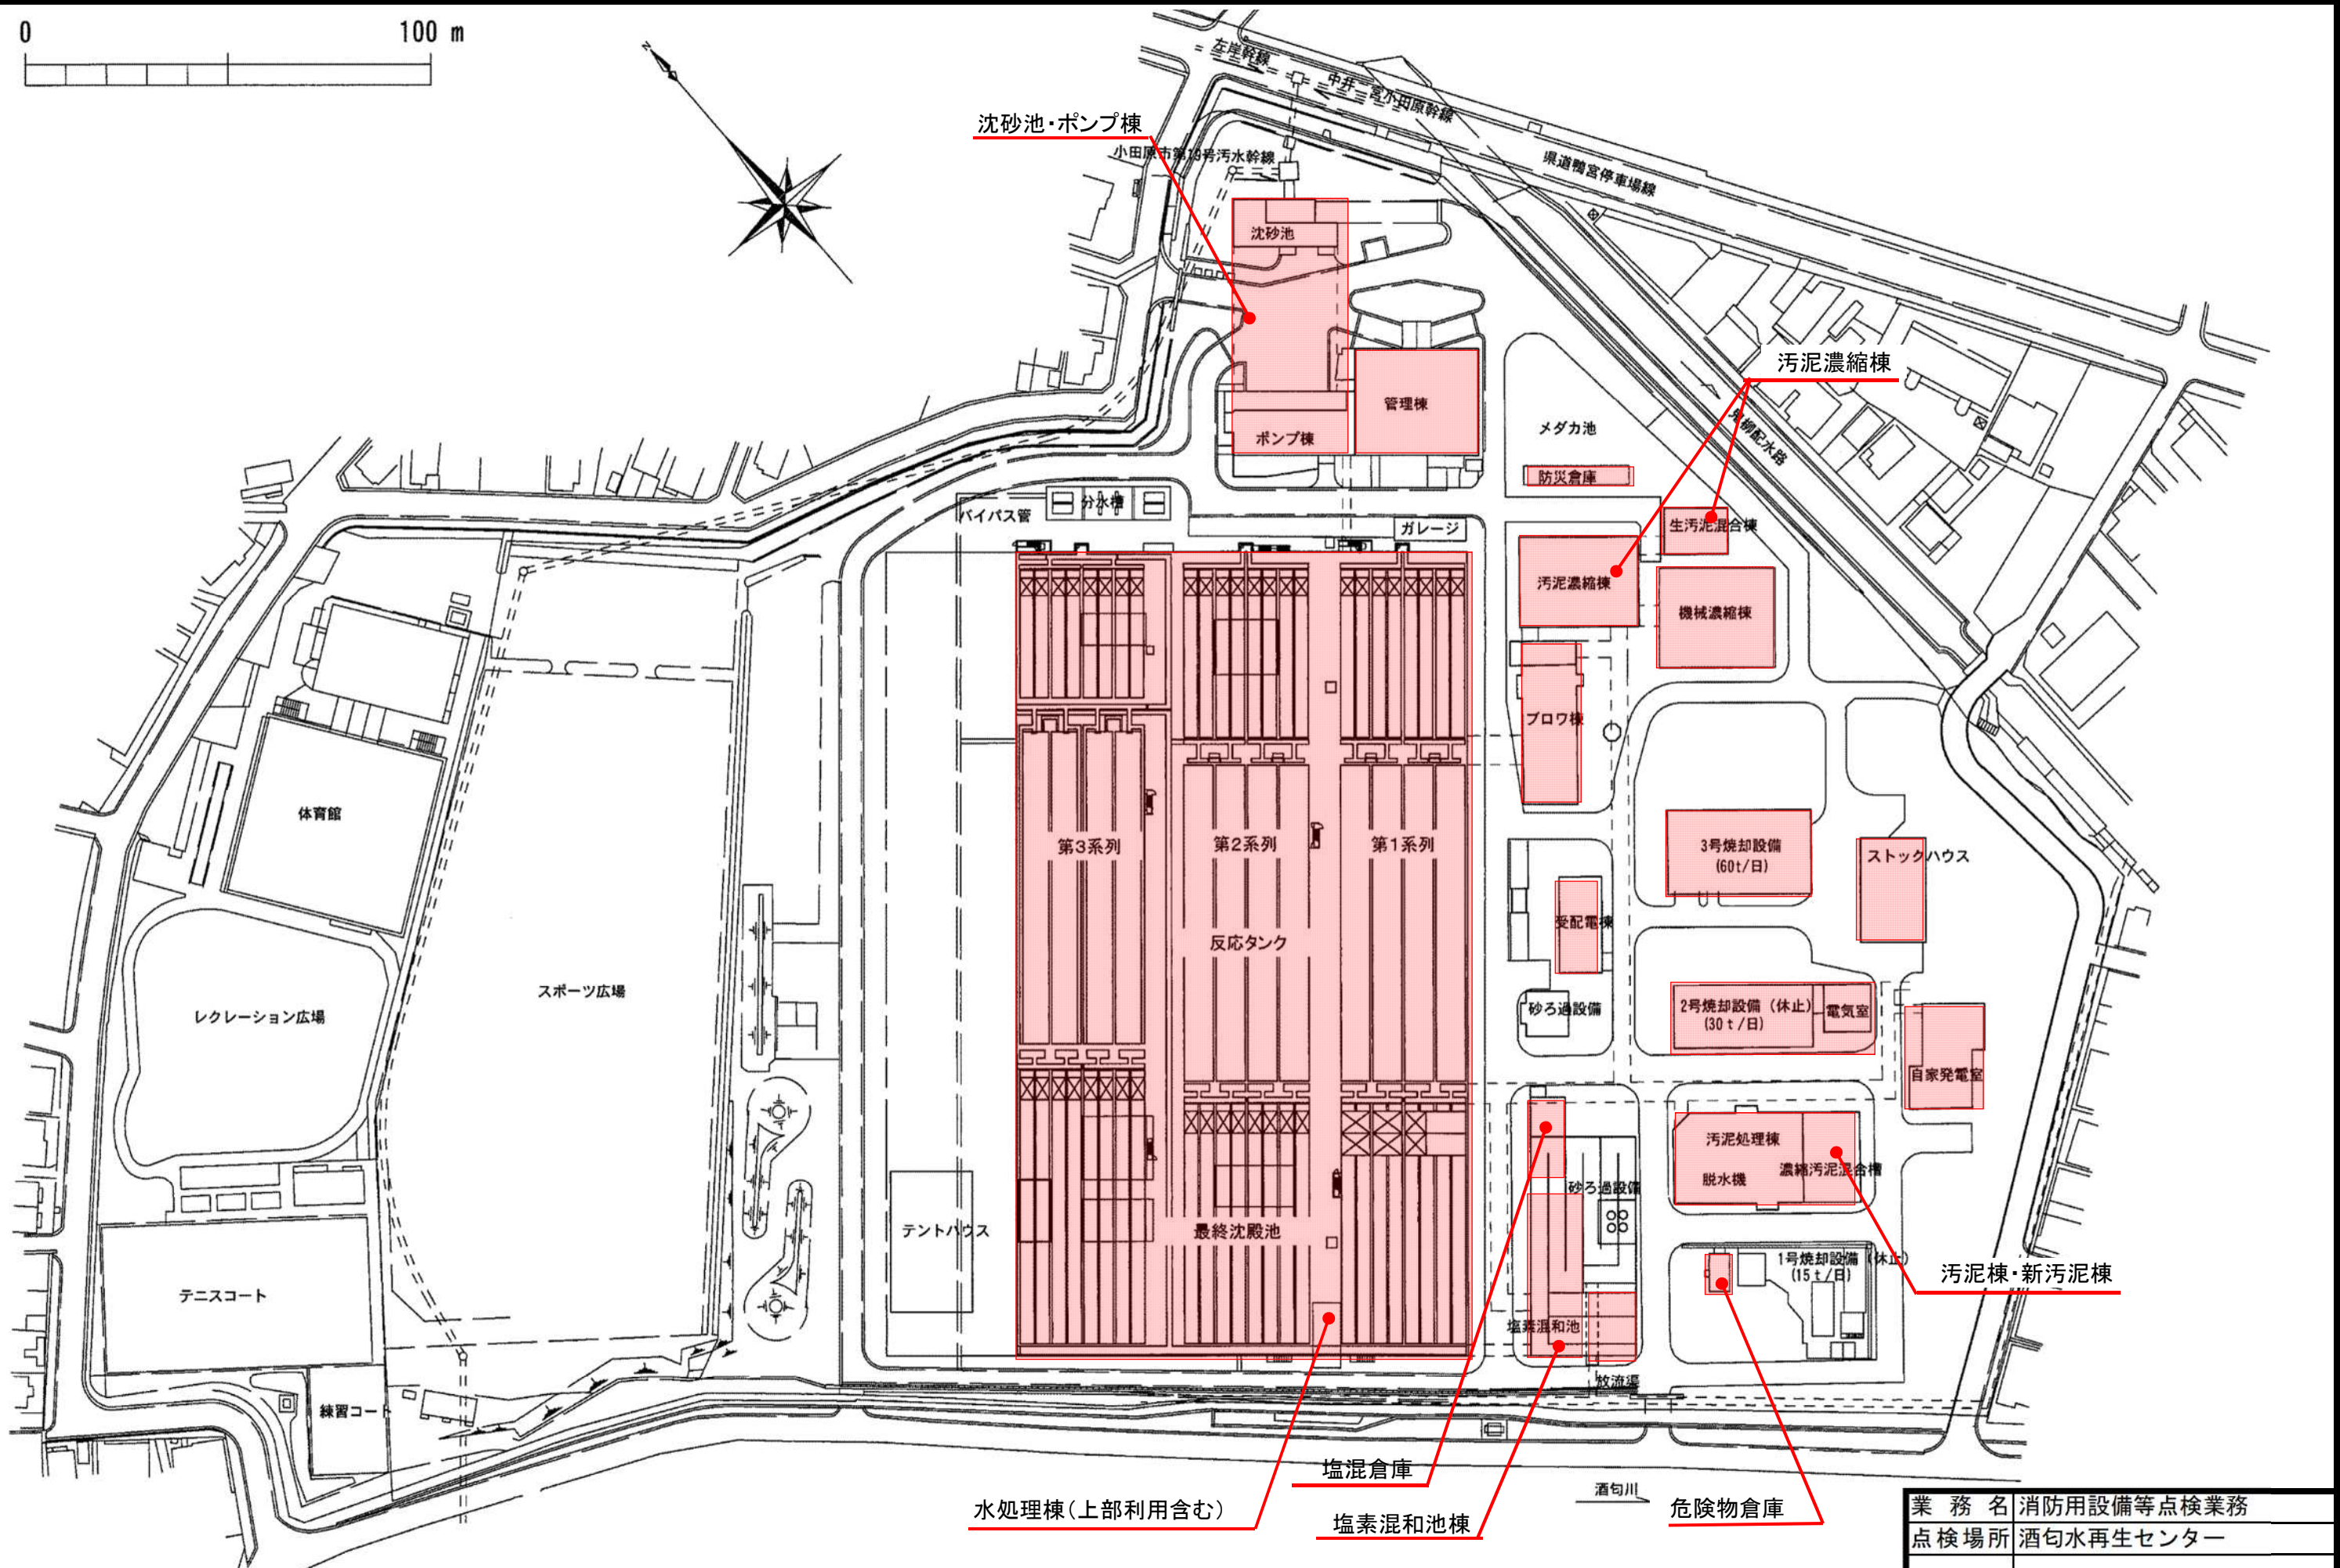 0
100 m
N
左岸幹線
中井二宮小田原幹線
県道鴨宮停車場線
沈砂池・ポンプ棟
小田原市第19号汚水幹線
沈砂池
管理棟
ポンプ棟
汚泥濃縮棟
鬼柳配水路
メダカ池
防災倉庫
生汚泥混合棟
分水槽
バイパス管
ガレージ
汚泥濃縮棟
機械濃縮棟
ブロワ棟
体育館
第3系列
第2系列
第1系列
3号焼却設備
(60t/日)
ストックハウス
反応タンク
受配電棟
スポーツ広場
レクレーション広場
砂ろ過設備
2号焼却設備(休止)
(30t/日)
電気室
自家発電室
汚泥処理棟
脱水機
濃縮汚泥混合槽
砂ろ過設備
テントハウス
最終沈殿池
1号焼却設備(休止)
(15t/日)
汚泥棟・新汚泥棟
テニスコート
塩素混和池
放流渠
練習コート
塩混倉庫
水処理棟(上部利用含む)
塩素混和池棟
酒匂川
危険物倉庫
業務名 消防用設備等点検業務
点検場所 酒匂水再生センター